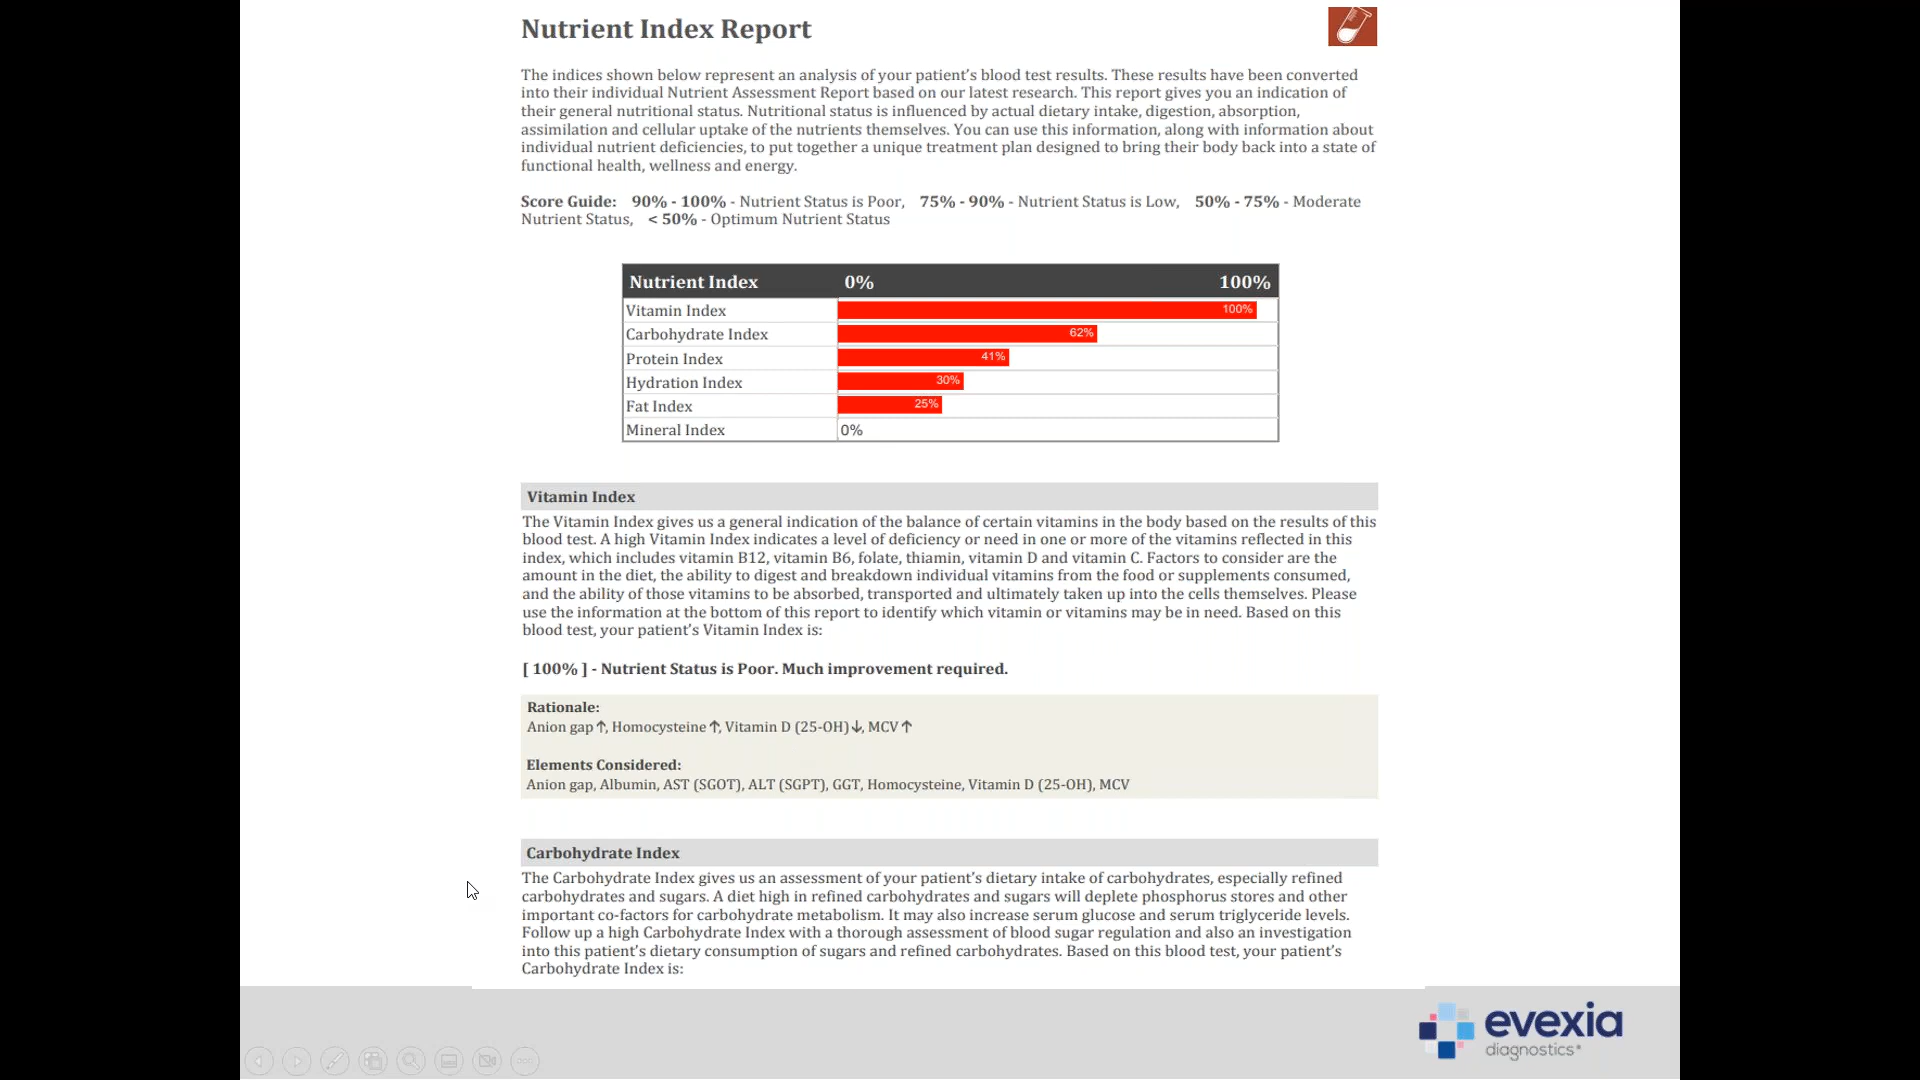 Nutrient Index Report
The indices shown below represent an analysis of your patient's blood test results. These results have been converted
into their individual Nutrient Assessment Report based on our latest research. This report gives you an indication of
their general nutritional status. Nutritional status is influenced by actual dietary intake, digestion, absorption,
assimilation and cellular uptake of the nutrients themselves. You can use this information, along with information about
individual nutrient deficiencies, to put together a unique treatment plan designed to bring their body back into a state of
functional health, wellness and energy.
Score Guide: 90% - 100% - Nutrient Status is Poor, 75% - 90% - Nutrient Status is Low, 50% - 75% - Moderate
Nutrient Status, < 50% - Optimum Nutrient Status
Nutrient Index 0% 100%
Vitamin Index 100%
Carbohydrate Index 62%
Protein Index 41%
Hydration Index 30%
Fat Index 25%
Mineral Index 0%
Vitamin Index
The Vitamin Index gives us a general indication of the balance of certain vitamins in the body based on the results of this
blood test. A high Vitamin Index indicates a level of deficiency or need in one or more of the vitamins reflected in this
index, which includes vitamin B12, vitamin B6, folate, thiamin, vitamin D and vitamin C. Factors to consider are the
amount in the diet, the ability to digest and breakdown individual vitamins from the food or supplements consumed,
and the ability of those vitamins to be absorbed, transported and ultimately taken up into the cells themselves. Please
use the information at the bottom of this report to identify which vitamin or vitamins may be in need. Based on this
blood test, your patient's Vitamin Index is:
[ 100% ] - Nutrient Status is Poor. Much improvement required.
Rationale:
Anion gap ↑, Homocysteine ↑, Vitamin D (25-OH) ↓, MCV ↑
Elements Considered:
Anion gap, Albumin, AST (SGOT), ALT (SGPT), GGT, Homocysteine, Vitamin D (25-OH), MCV
Carbohydrate Index
The Carbohydrate Index gives us an assessment of your patient's dietary intake of carbohydrates, especially refined
carbohydrates and sugars. A diet high in refined carbohydrates and sugars will deplete phosphorus stores and other
important co-factors for carbohydrate metabolism. It may also increase serum glucose and serum triglyceride levels.
Follow up a high Carbohydrate Index with a thorough assessment of blood sugar regulation and also an investigation
into this patient's dietary consumption of sugars and refined carbohydrates. Based on this blood test, your patient's
Carbohydrate Index is:
evexia
diagnostics